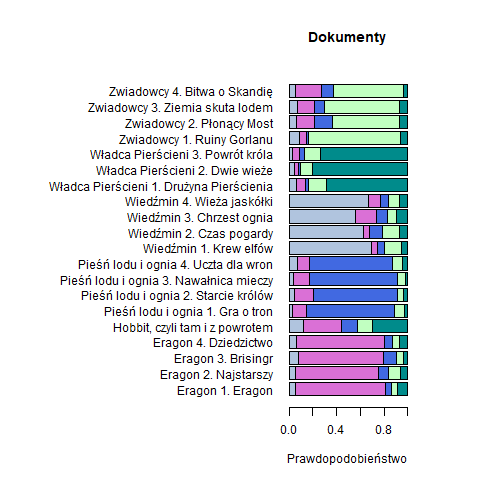 Dokumenty
Zwiadowcy 4. Bitwa o Skandię
Zwiadowcy 3. Ziemia skuta lodem
Zwiadowcy 2. Płonący Most
Zwiadowcy 1. Ruiny Gorlanu
Władca Pierścieni 3. Powrót króla
Władca Pierścieni 2. Dwie wieże
Władca Pierścieni 1. Drużyna Pierścienia
Wiedźmin 4. Wieża jaskółki
Wiedźmin 3. Chrzest ognia
Wiedźmin 2. Czas pogardy
Wiedźmin 1. Krew elfów
Pieśń lodu i ognia 4. Uczta dla wron
Pieśń lodu i ognia 3. Nawałnica mieczy
Pieśń lodu i ognia 2. Starcie królów
Pieśń lodu i ognia 1. Gra o tron
Hobbit, czyli tam i z powrotem
Eragon 4. Dziedzictwo
Eragon 3. Brisingr
Eragon 2. Najstarszy
Eragon 1. Eragon
0.0 0.4 0.8
Prawdopodobieństwo